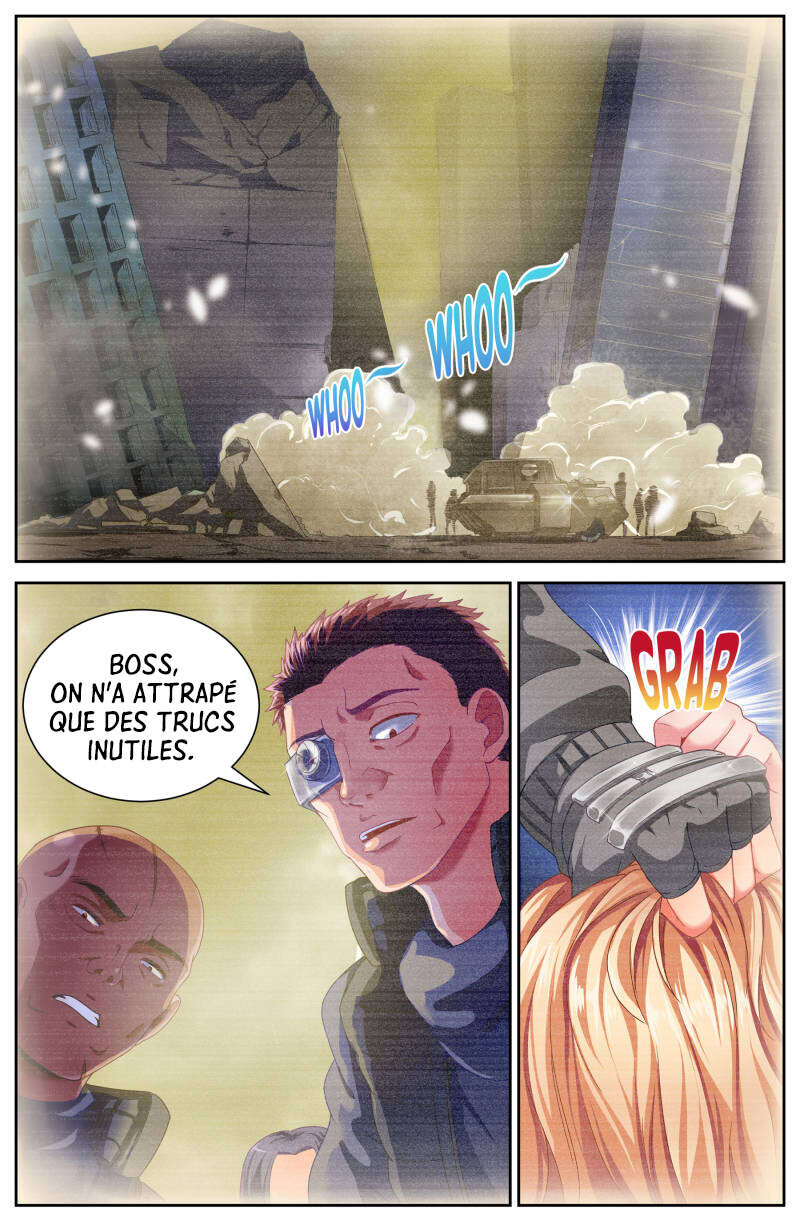 WHOO
WHOO
BOSS,
ON N'A ATTRAPÉ
QUE DES TRUCS
INUTILES.
GRAB